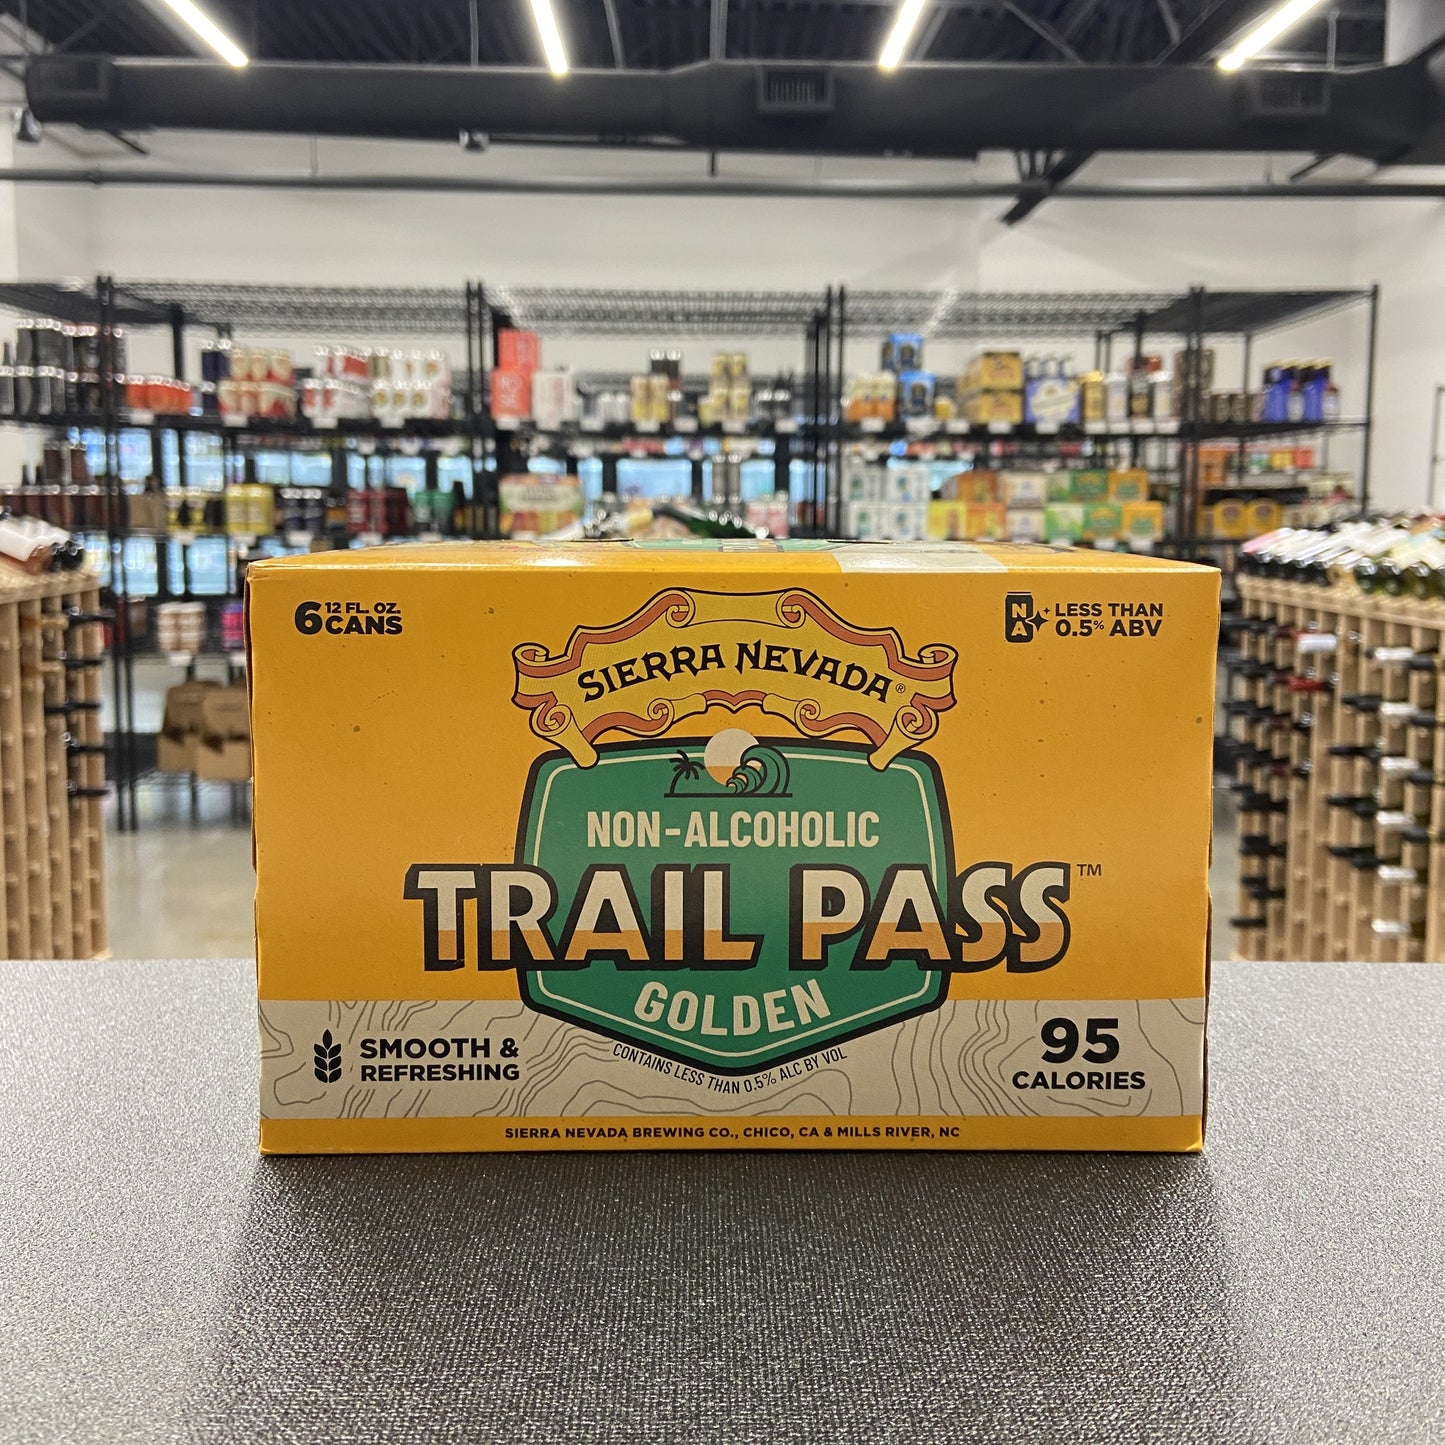 6 12 FL. OZ. CANS
NA LESS THAN
0.5% ABV
SIERRA NEVADA®
NON-ALCOHOLIC
TRAIL PASS™
GOLDEN
CONTAINS LESS THAN 0.5% ALC BY VOL
SMOOTH &
REFRESHING
95
CALORIES
SIERRA NEVADA BREWING CO., CHICO, CA & MILLS RIVER, NC